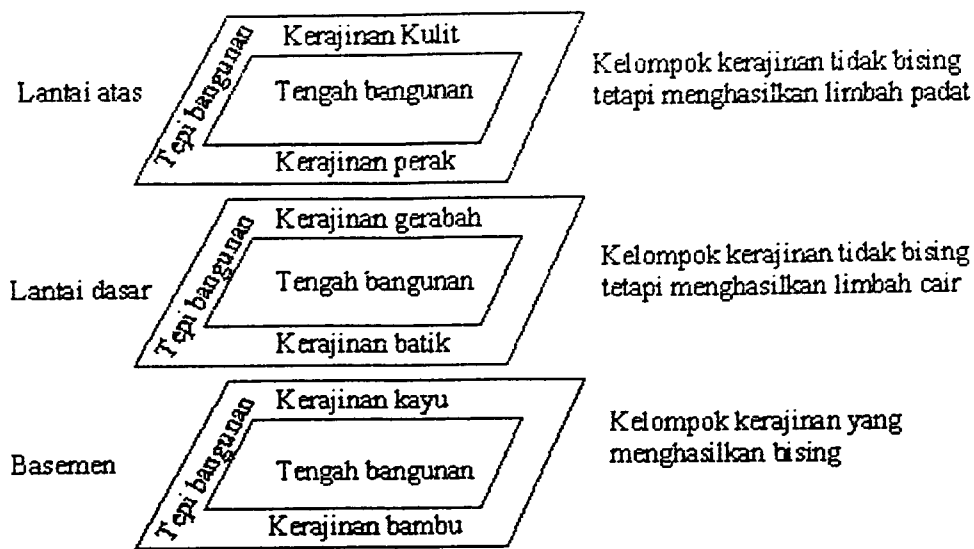 Kerajinan Kulit
Lantai atas
Tepi bangunan
Tengah bangunan
Kerajinan perak
Kelompok kerajinan tidak bising
tetapi menghasilkan limbah padat
Kerajinan gerabah
Lantai dasar
Tepi bangunan
Tengah bangunan
Kerajinan batik
Kelompok kerajinan tidak bising
tetapi menghasilkan limbah cair
Kerajinan kayu
Basemen
Tepi bangunan
Tengah bangunan
Kerajinan bambu
Kelompok kerajinan yang
menghasilkan bising